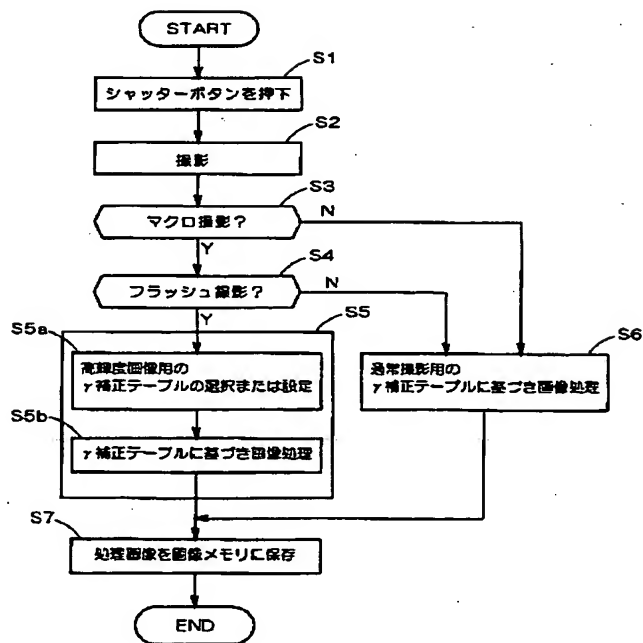 START
S1
シャッターボタンを押下
S2
撮影
S3
マクロ撮影?
N
Y
S4
フラッシュ撮影?
N
Y
S5
S5a
高輝度画像用の
γ補正テーブルの選択または設定
S6
通常撮影用の
γ補正テーブルに基づき画像処理
S5b
γ補正テーブルに基づき画像処理
S7
処理画像を画像メモリに保存
END